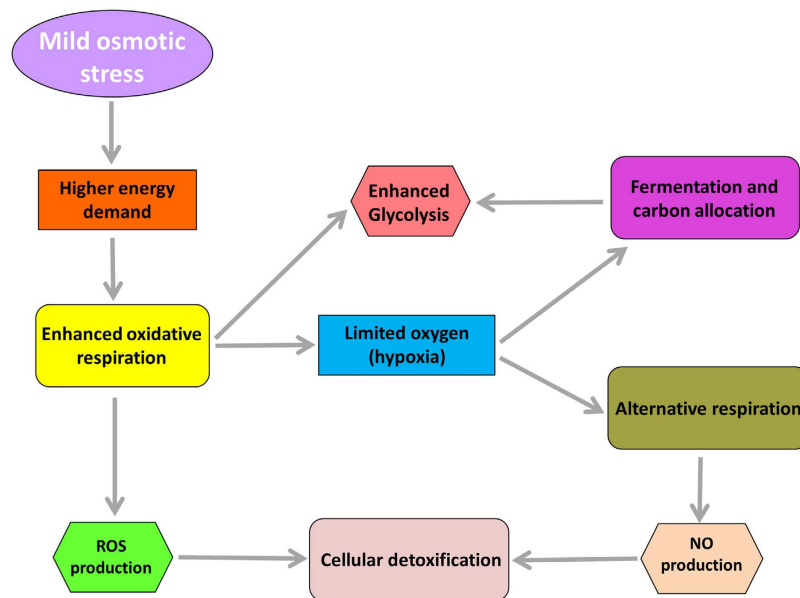 Mild osmotic
stress
Higher energy
demand
Enhanced
Glycolysis
Fermentation and
carbon allocation
Enhanced oxidative
respiration
Limited oxygen
(hypoxia)
Alternative respiration
ROS
production
Cellular detoxification
NO
production